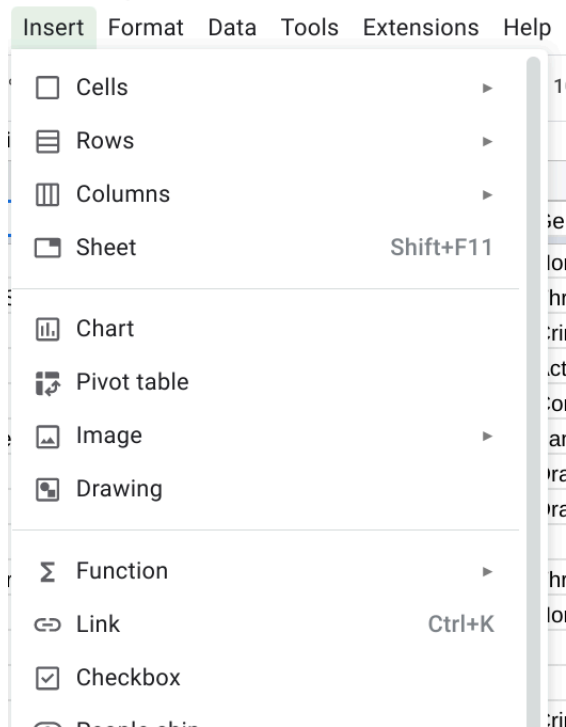 Insert Format Data Tools Extensions Help
Cells
Rows
Columns
Sheet Shift+F11
Chart
Pivot table
Image
Drawing
Function
Link Ctrl+K
Checkbox